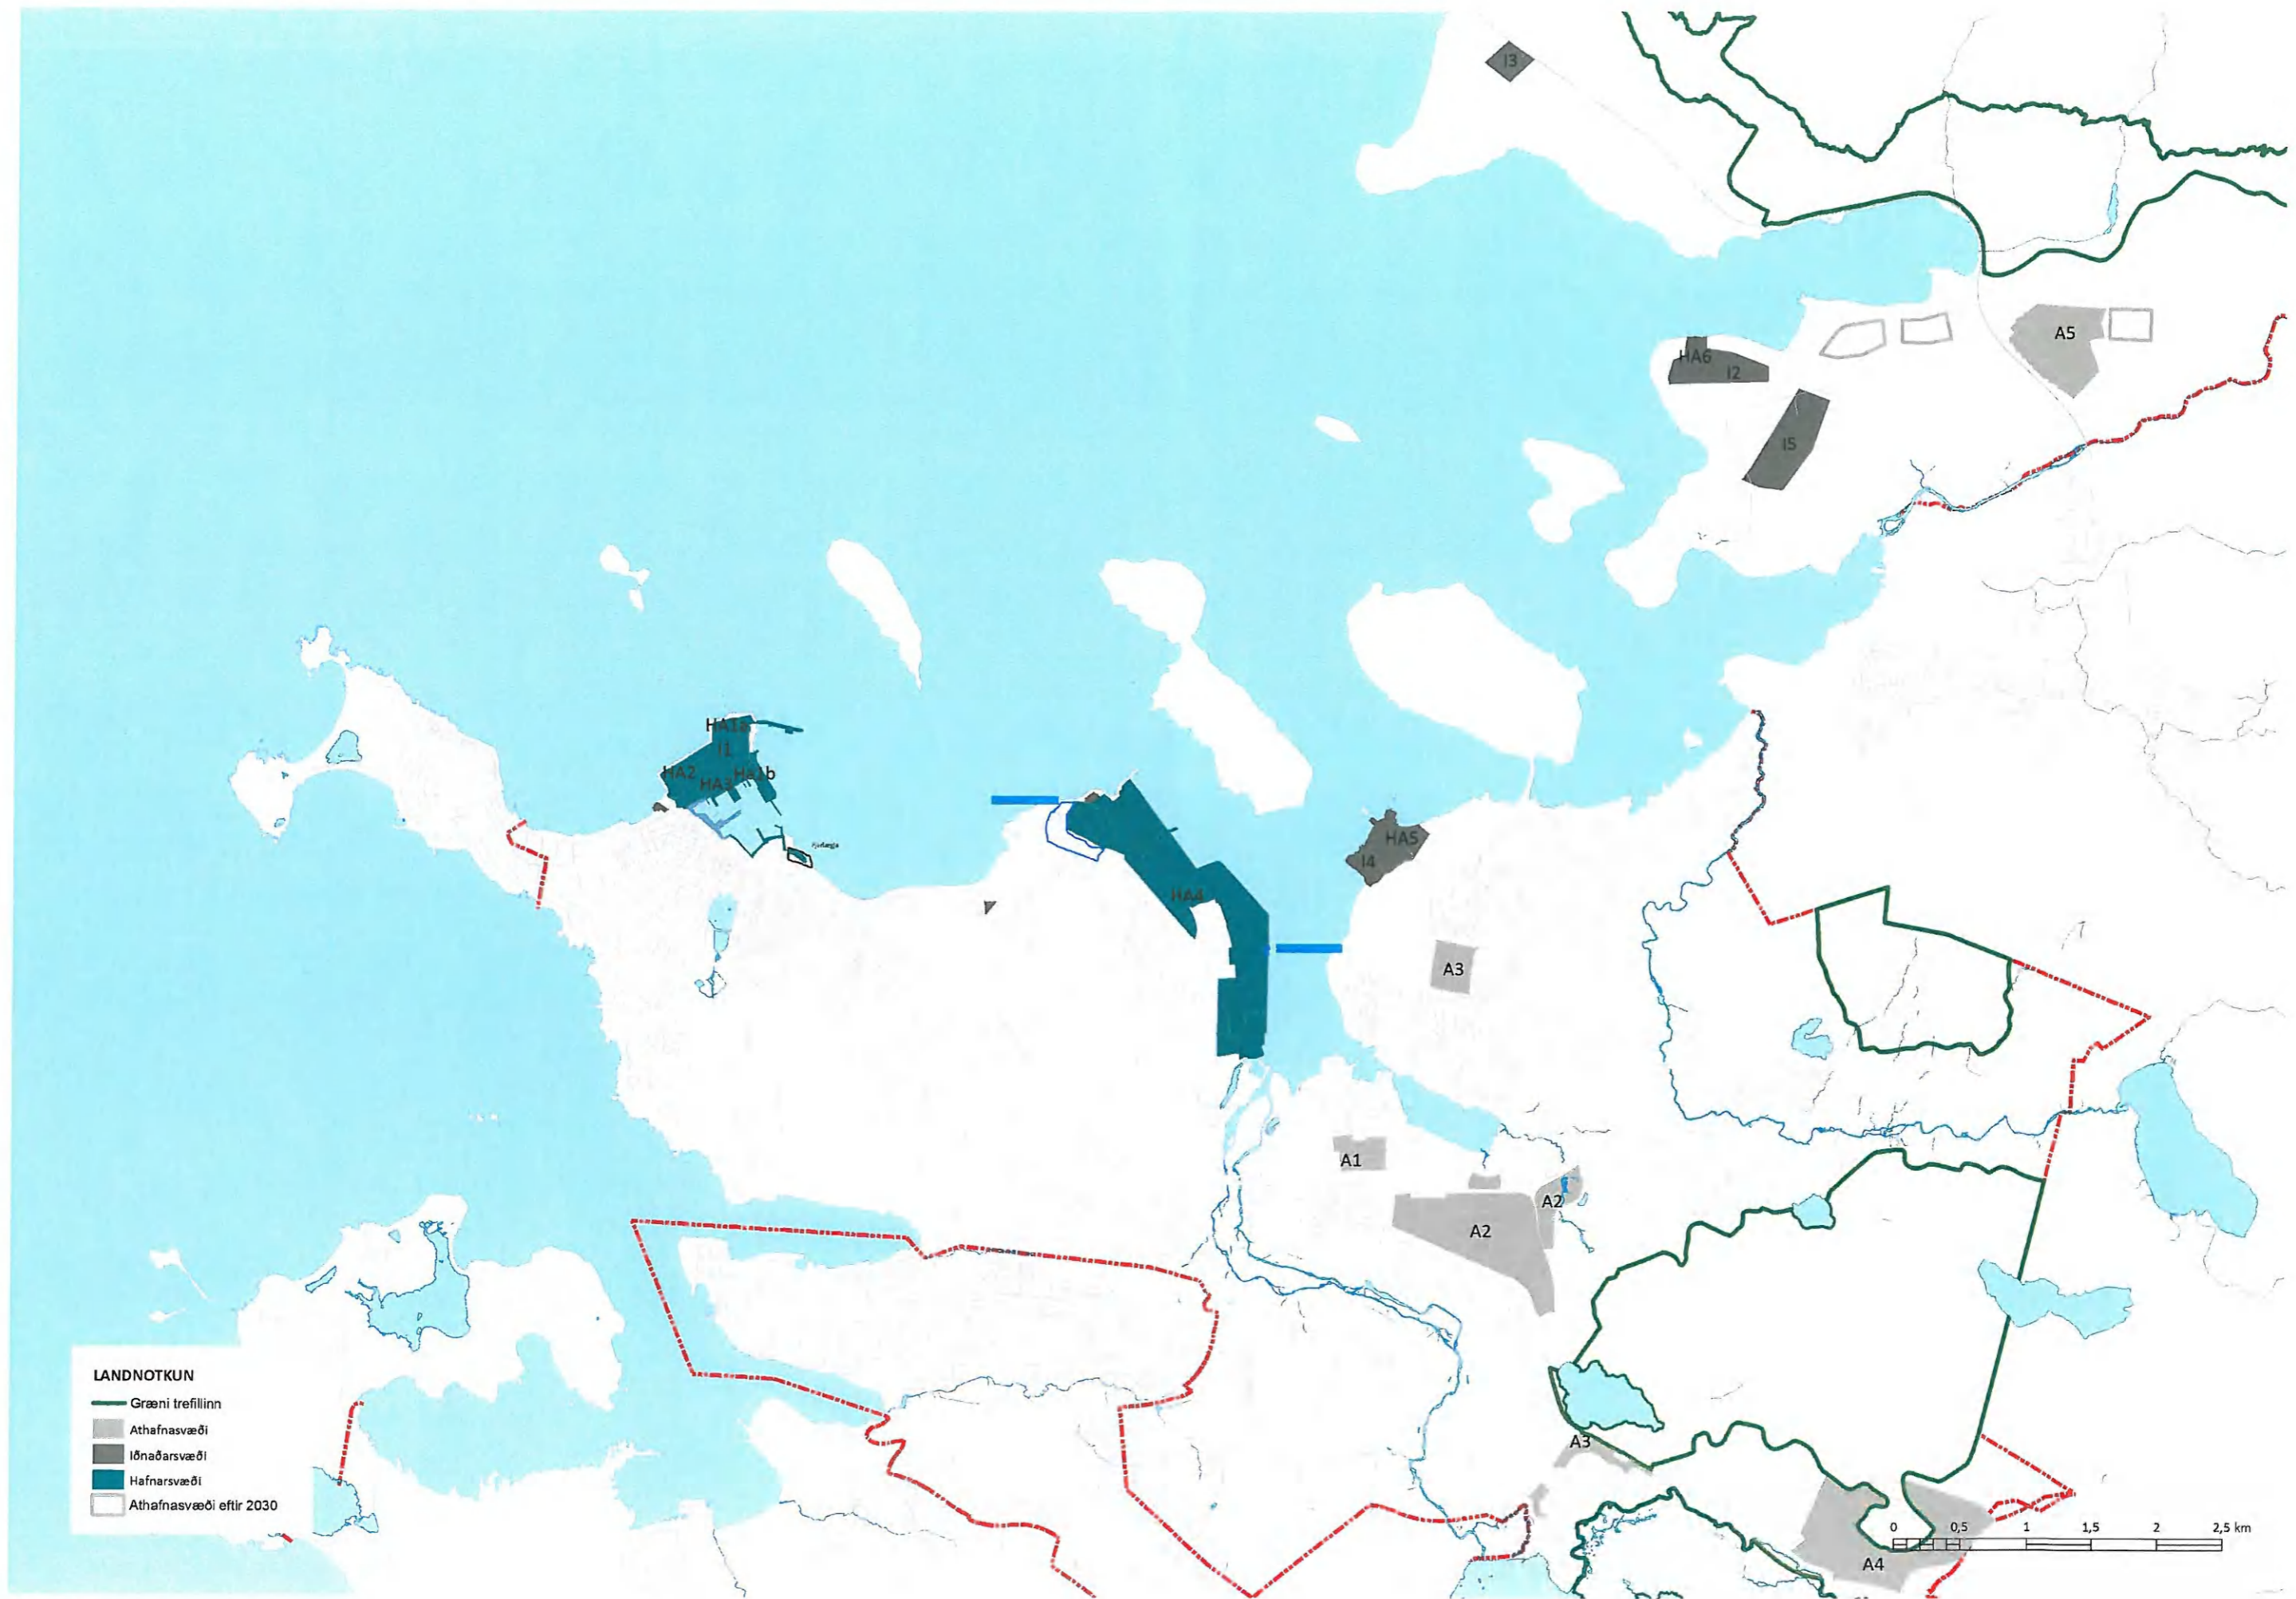 I3
A5
HA6
I2
I5
HA1a
I1
HA2
Ha1b
HA3
HA5
I4
HA4
A3
A1
A2
A2
LANDNOTKUN
Græni trefillinn
Athafnasvæði
Iðnaðarsvæði
Hafnarsvæði
Athafnasvæði eftir 2030
A3
0 0,5 1 1,5 2 2,5 km
A4